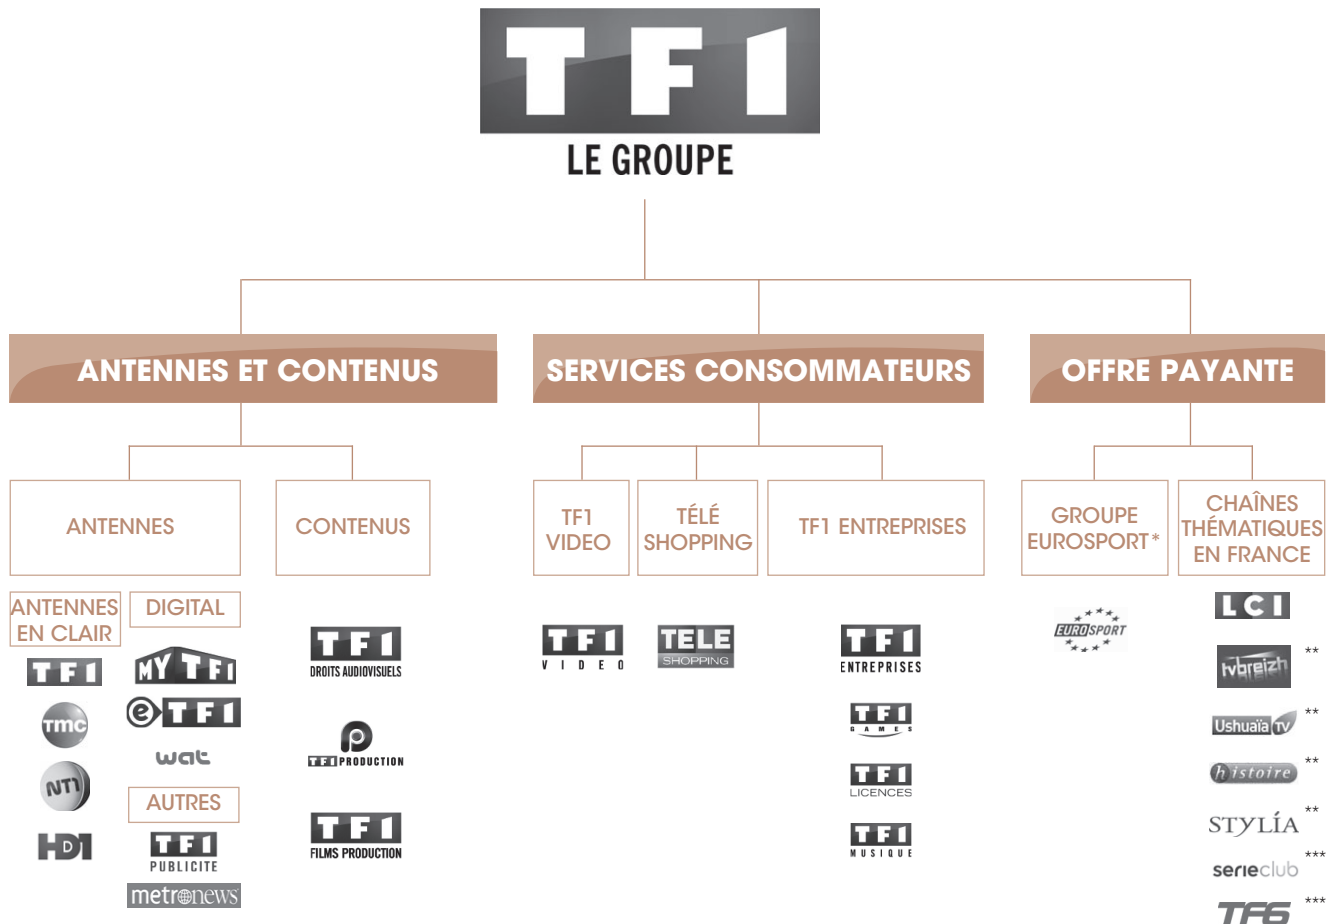 TF1
LE GROUPE
ANTENNES ET CONTENUS
ANTENNES
ANTENNES
EN CLAIR
TF1
TMC
NT1
HD1
DIGITAL
MYTF1
eTF1
wat
AUTRES
TF1
PUBLICITE
metronews
CONTENUS
TF1
DROITS AUDIOVISUELS
TF1 PRODUCTION
TF1
FILMS PRODUCTION
SERVICES CONSOMMATEURS
TF1
VIDEO
TF1
VIDEO
TÉLÉ
SHOPPING
TELE
SHOPPING
TF1 ENTREPRISES
TF1
ENTREPRISES
TF1
GAMES
TF1
LICENCES
TF1
MUSIQUE
OFFRE PAYANTE
GROUPE
EUROSPORT*
EUROSPORT
CHAÎNES
THÉMATIQUES
EN FRANCE
LCI
tvbreizh **
Ushuaïa TV **
histoire **
STYLÍA **
serieclub ***
TF6 ***